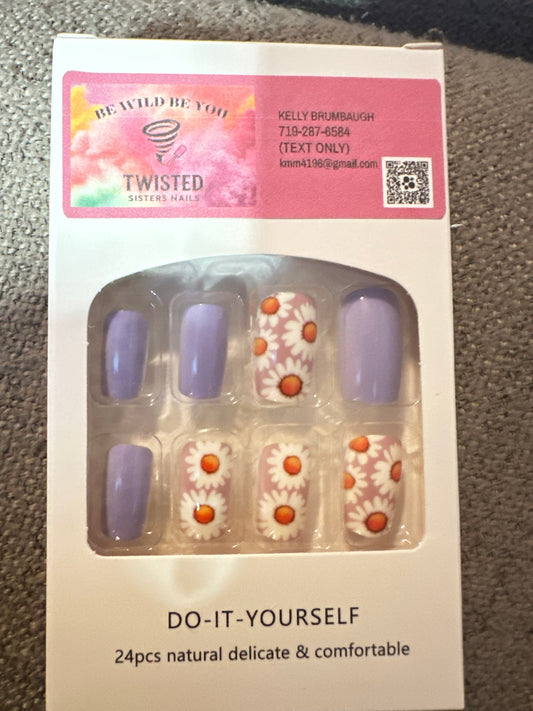 BE WILD BE YOU
TWISTED
SISTERS NAILS
KELLY BRUMBAUGH
719-287-6584
(TEXT ONLY)
kmm4196@gmail.com
DO-IT-YOURSELF
24pcs natural delicate & comfortable